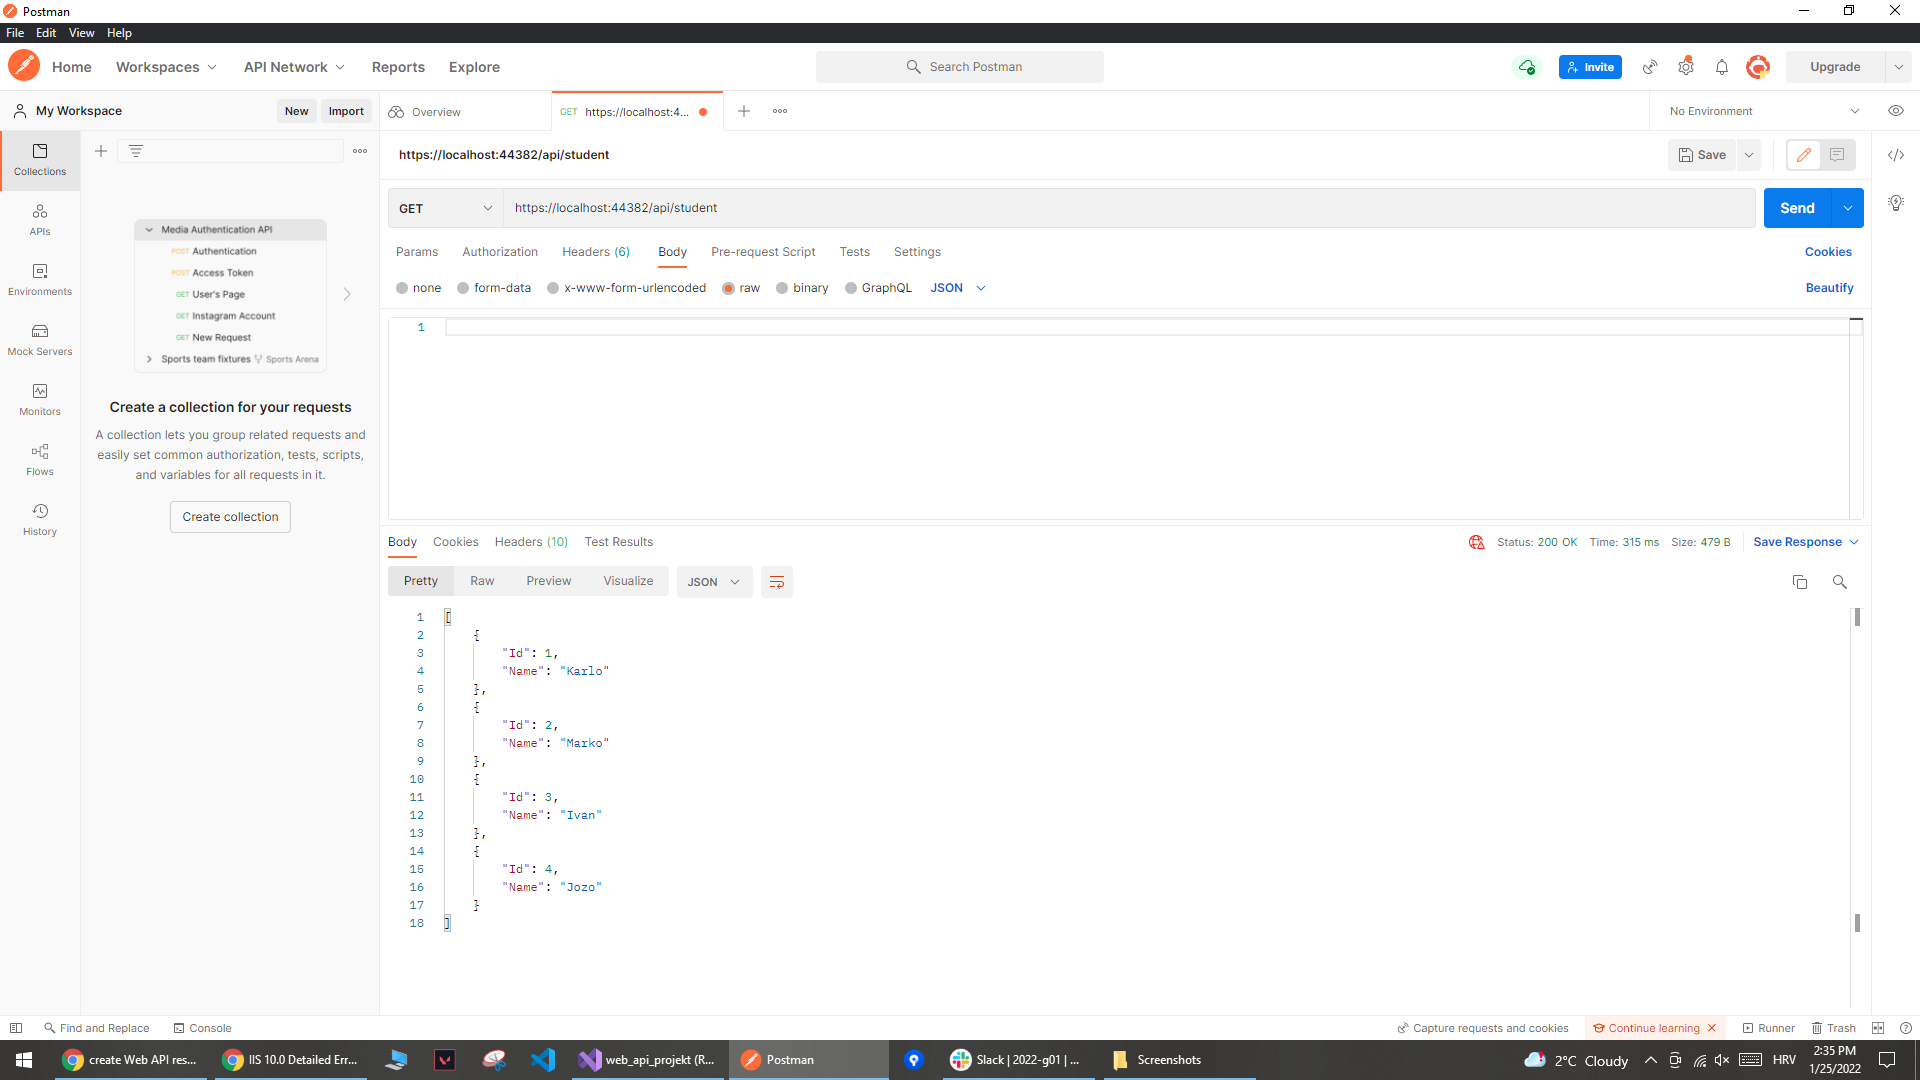 Postman
File Edit View Help
Home Workspaces API Network Reports Explore Search Postman Invite Upgrade
My Workspace New Import Overview GET https://localhost:4... No Environment
Collections
APIs
Environments
Mock Servers
Monitors
Flows
History
Media Authentication API
POST Authentication
POST Access Token
GET User's Page
GET Instagram Account
GET New Request
Sports team fixtures Sports Arena
Create a collection for your requests
A collection lets you group related requests and
easily set common authorization, tests, scripts,
and variables for all requests in it.
Create collection
https://localhost:44382/api/student Save
GET https://localhost:44382/api/student Send
Params Authorization Headers (6) Body Pre-request Script Tests Settings Cookies
none form-data x-www-form-urlencoded raw binary GraphQL JSON Beautify
1
Body Cookies Headers (10) Test Results Status: 200 OK Time: 315 ms Size: 479 B Save Response
Pretty Raw Preview Visualize JSON
1 [
2 {
3 "Id": 1,
4 "Name": "Karlo"
5 },
6 {
7 "Id": 2,
8 "Name": "Marko"
9 },
10 {
11 "Id": 3,
12 "Name": "Ivan"
13 },
14 {
15 "Id": 4,
16 "Name": "Jozo"
17 }
18 ]
Find and Replace Console Capture requests and cookies Continue learning Runner Trash
create Web API res... IIS 10.0 Detailed Err... web_api_projekt (R... Postman Slack | 2022-g01 | ... Screenshots 2°C Cloudy HRV 2:35 PM
1/25/2022